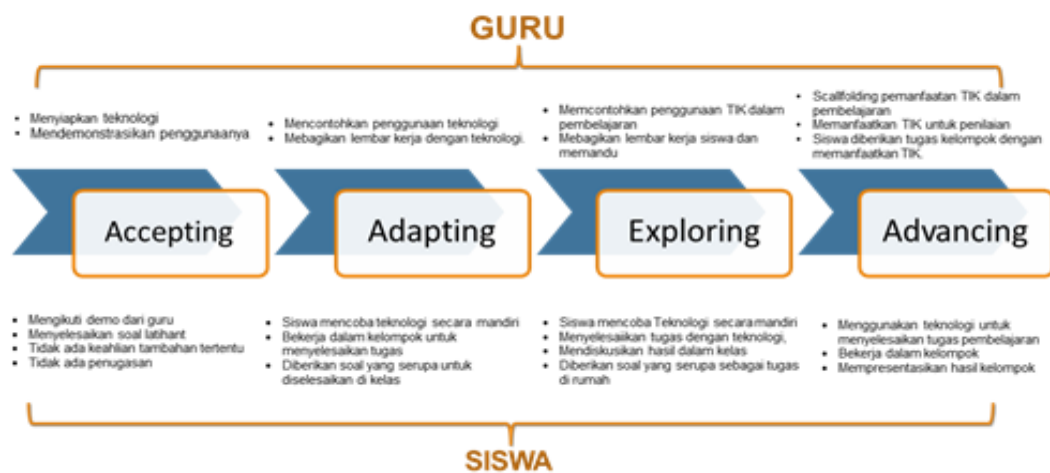 GURU
• Menyiapkan teknologi
• Mendemonstrasikan penggunaanya
• Mencontohkan penggunaan teknologi
• Mebagikan lembar kerja dengan teknologi.
• Memcontohkan penggunaan TIK dalam
pembelajaran
• Mebagikan lembar kerja siswa dan
memandu
• Scallfolding pemanfaatan TIK dalam
pembelajaran
• Memanfaatkan TIK untuk penilaian
• Siswa diberikan tugas kelompok dengan
memanfaatkan TIK.
Accepting
Adapting
Exploring
Advancing
• Mengikuti demo dari guru
• Menyelesaikan soal latihant
• Tidak ada keahlian tambahan tertentu
• Tidak ada penugasan
• Siswa mencoba teknologi secara mandiri
• Bekerja dalam kelompok untuk
menyelesaikan tugas
• Diberikan soal yang serupa untuk
diselesaikan di kelas
• Siswa mencoba Teknologi secara mandiri
• Menyelesaiikan tugas dengan teknologi,
• Mendiskusikan hasil dalam kelas
• Diberikan soal yang serupa sebagai tugas
di rumah
• Menggunakan teknologi untuk
menyelesaikan tugas pembelajaran
• Bekerja dalam kelompok
• Mempresentasikan hasil kelompok
SISWA